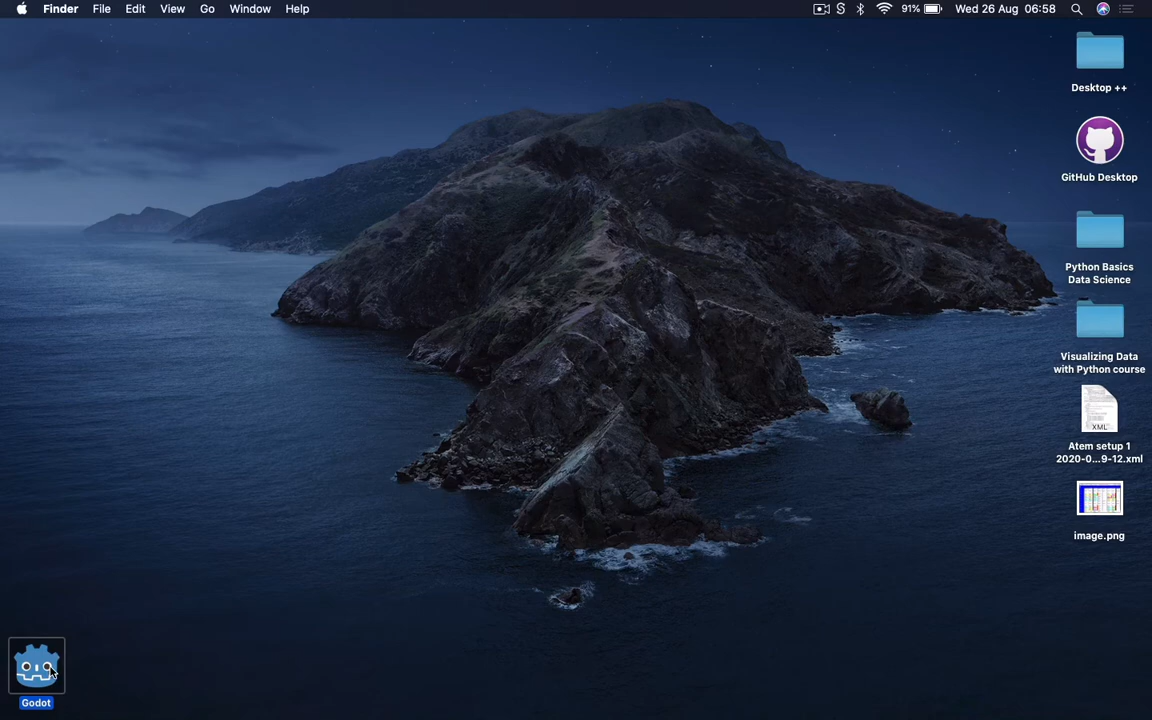 Finder File Edit View Go Window Help 91% Wed 26 Aug 06:58
Desktop ++
GitHub Desktop
Python Basics
Data Science
Visualizing Data
with Python course
XML
Atem setup 1
2020-0...9-12.xml
image.png
Godot